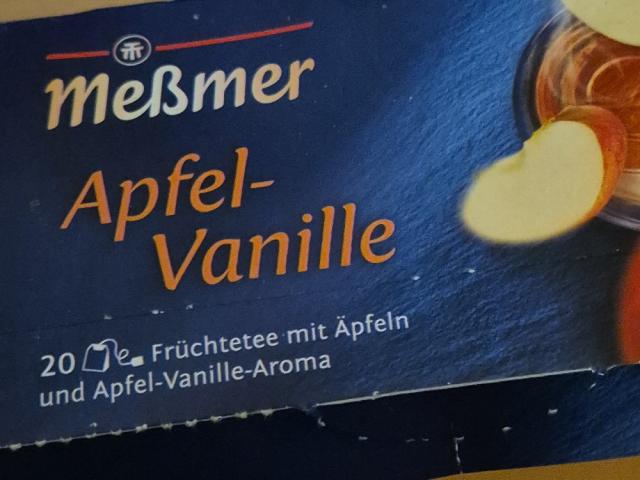 Meßmer
Apfel-
Vanille
20 Früchtetee mit Äpfeln
und Apfel-Vanille-Aroma